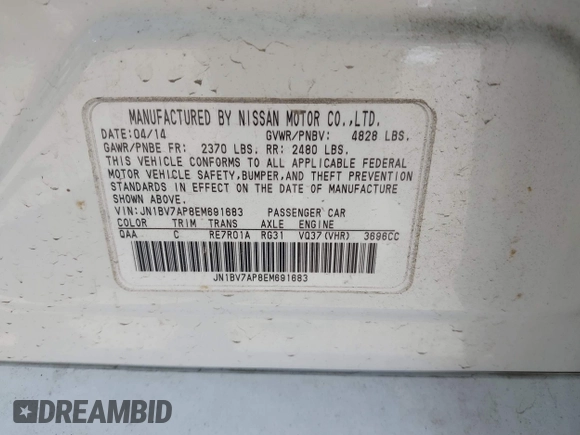 MANUFACTURED BY NISSAN MOTOR CO.,LTD.
DATE:04/14 GVWR/PNBV: 4828 LBS.
GAWR/PNBE FR: 2370 LBS. RR: 2480 LBS.
THIS VEHICLE CONFORMS TO ALL APPLICABLE FEDERAL
MOTOR VEHICLE SAFETY,BUMPER,AND THEFT PREVENTION
STANDARDS IN EFFECT ON THE DATE OF MANUFACTURE
SHOWN ABOVE.
VIN:JN1BV7AP8EM691683 PASSENGER CAR
COLOR TRIM TRANS AXLE ENGINE
QAA C RE7R01A RG31 VQ37(VHR) 3696CC
JN1BV7AP8EM691683
DREAMBID